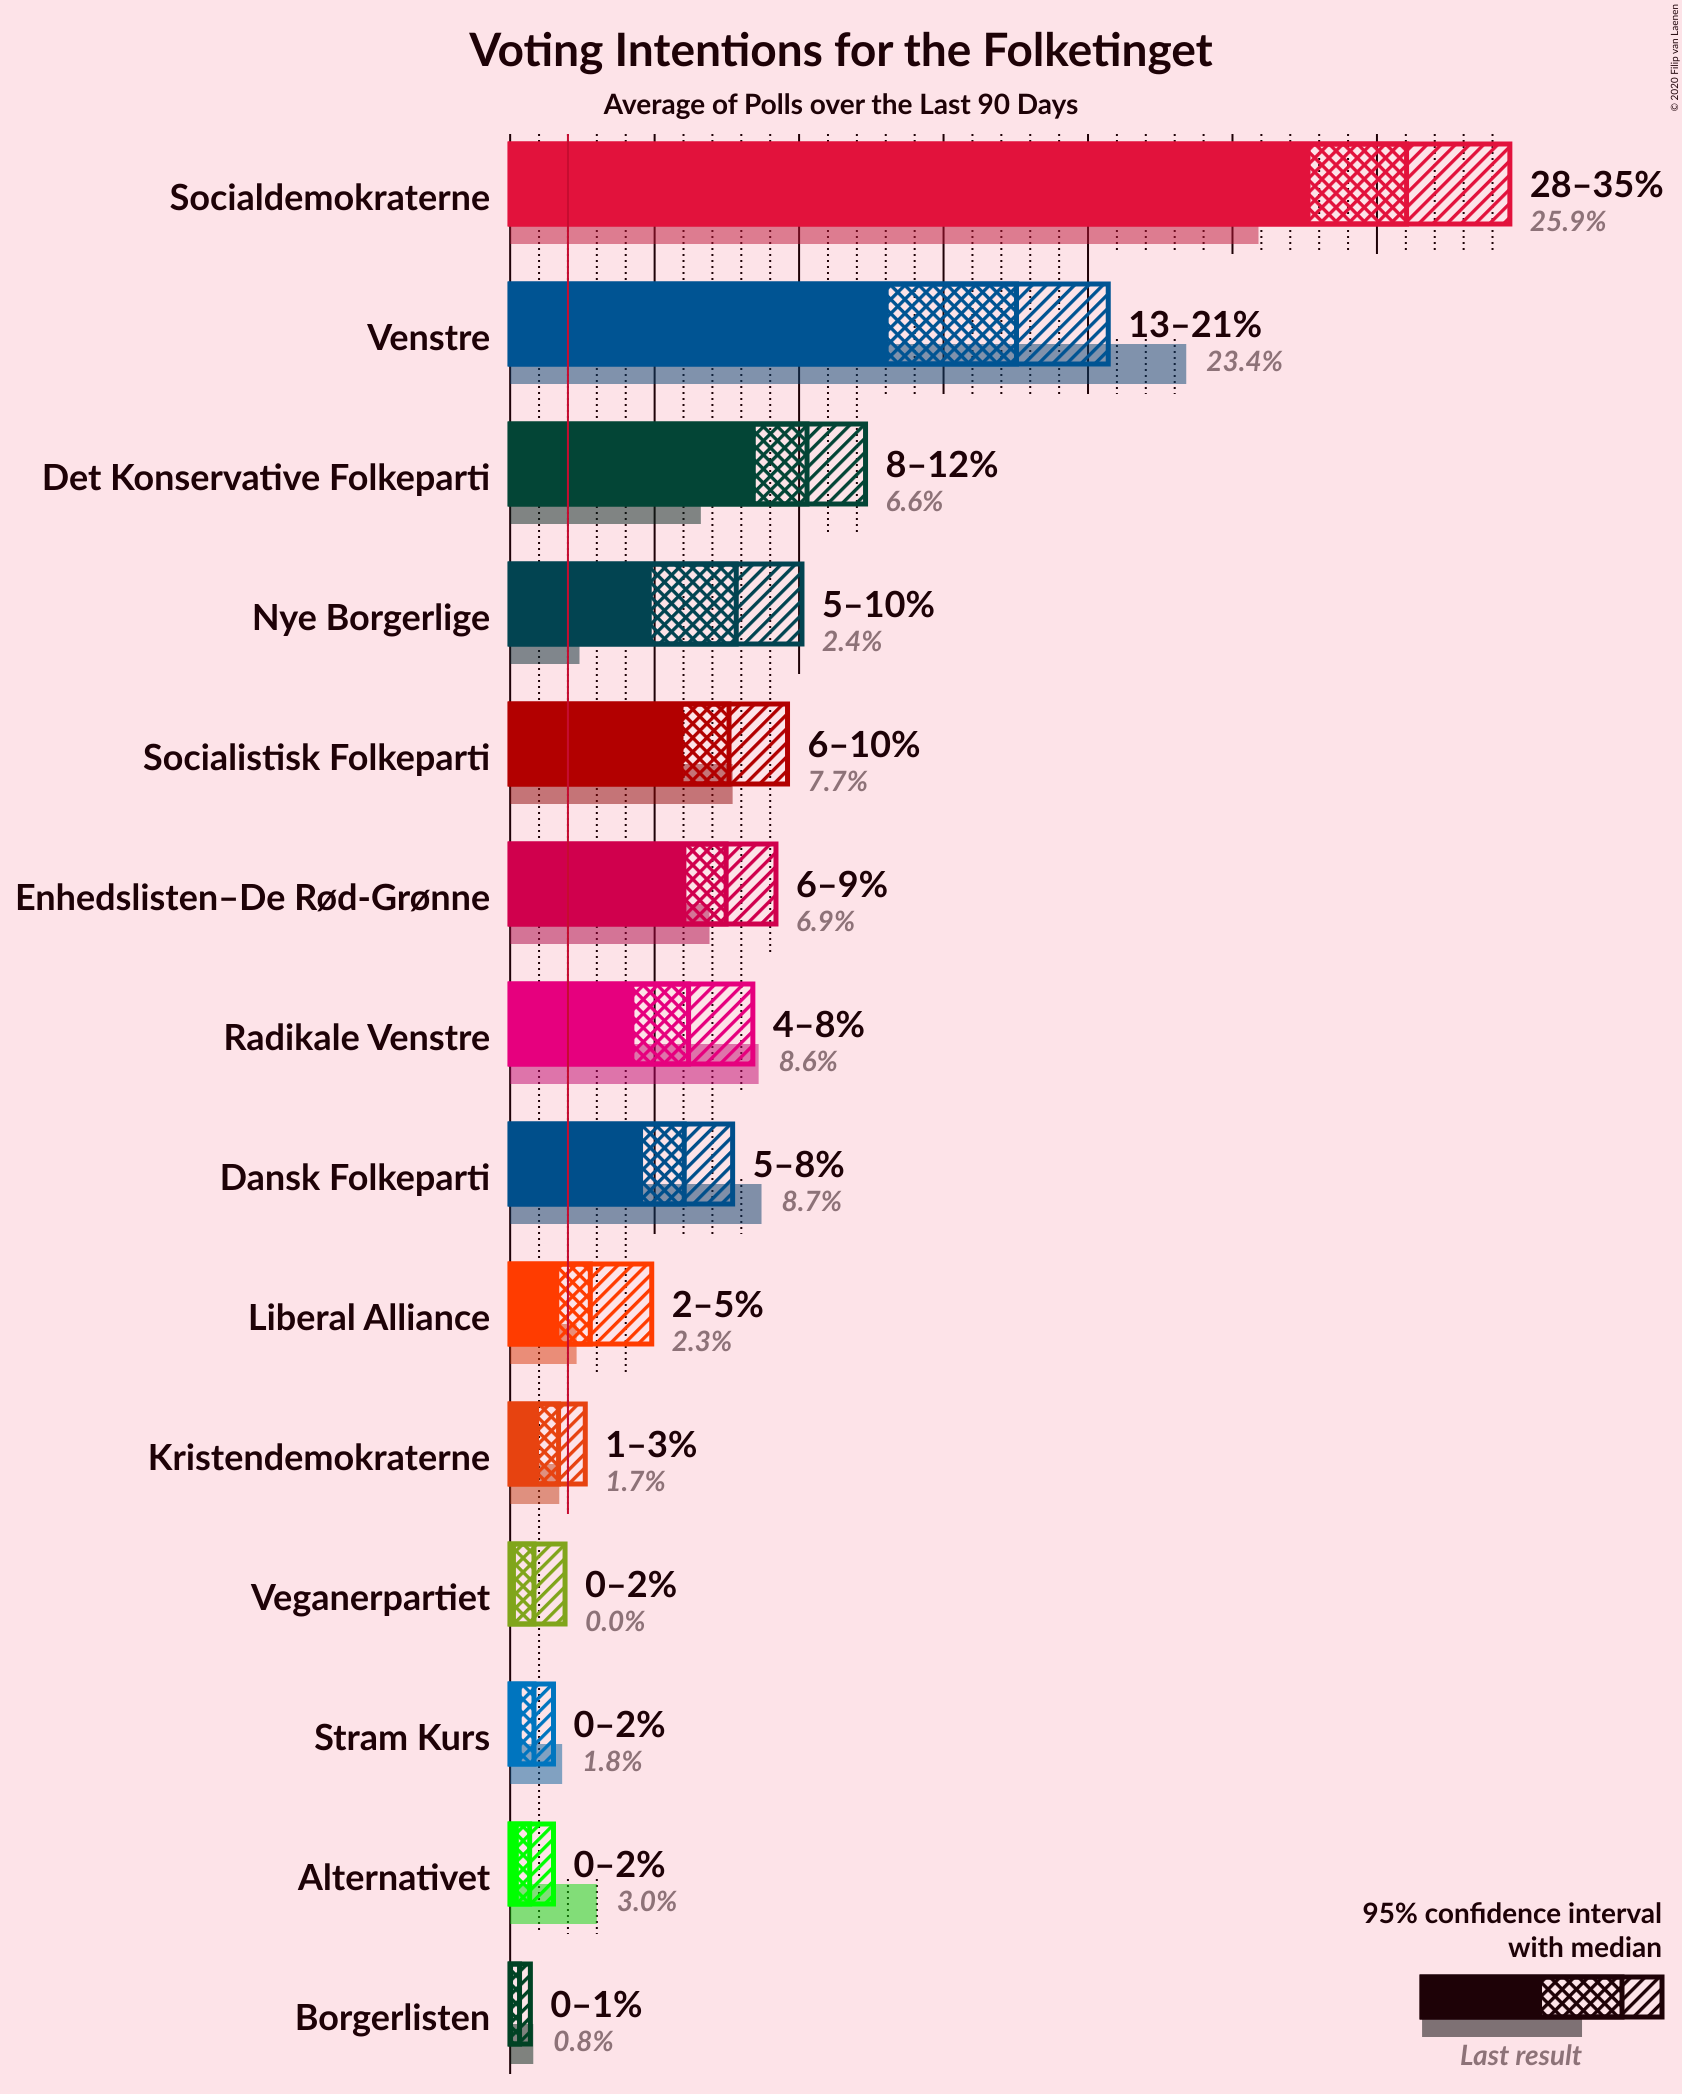 © 2020 Filip van Laenen
Voting Intentions for the Folketinget
Average of Polls over the Last 90 Days
Socialdemokraterne
28–35%
25.9%
Venstre
13–21%
23.4%
Det Konservative Folkeparti
8–12%
6.6%
Nye Borgerlige
5–10%
2.4%
Socialistisk Folkeparti
6–10%
7.7%
Enhedslisten–De Rød-Grønne
6–9%
6.9%
Radikale Venstre
4–8%
8.6%
Dansk Folkeparti
5–8%
8.7%
Liberal Alliance
2–5%
2.3%
Kristendemokraterne
1–3%
1.7%
Veganerpartiet
0–2%
0.0%
Stram Kurs
0–2%
1.8%
Alternativet
0–2%
3.0%
Borgerlisten
0–1%
0.8%
95% confidence interval
with median
Last result